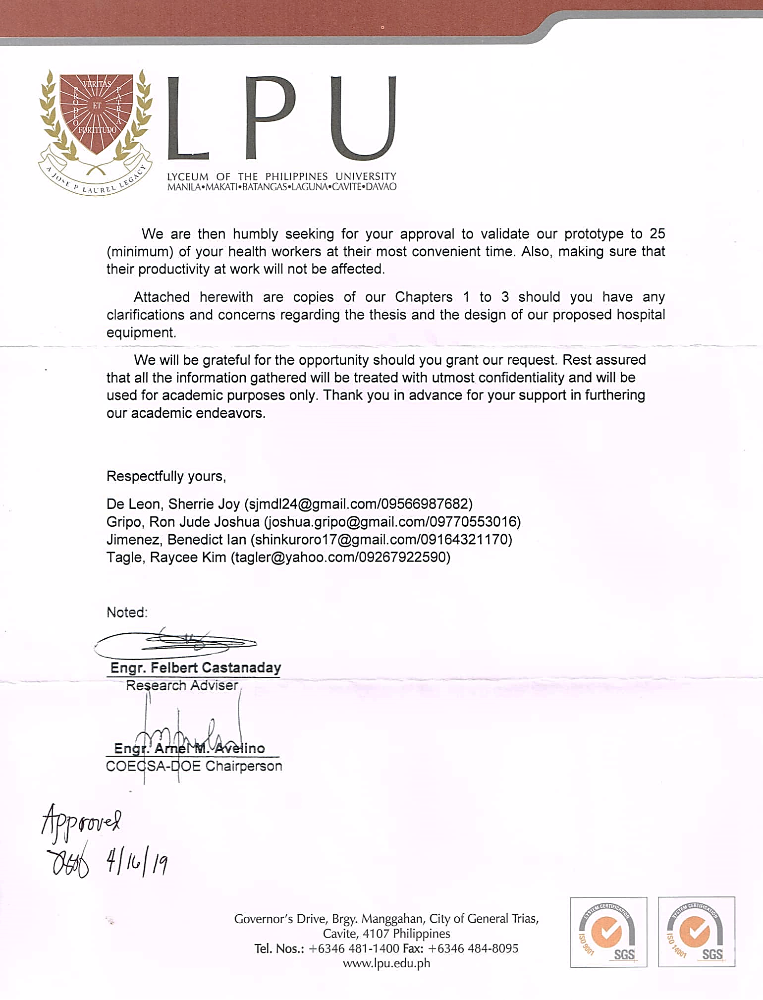 VERITAS
PRO DEO
ET
PATRIA
FORTITUDO
A JOSE P LAUREL LEGACY
LPU
LYCEUM OF THE PHILIPPINES UNIVERSITY
MANILA•MAKATI•BATANGAS•LAGUNA•CAVITE•DAVAO
We are then humbly seeking for your approval to validate our prototype to 25
(minimum) of your health workers at their most convenient time. Also, making sure that
their productivity at work will not be affected.
Attached herewith are copies of our Chapters 1 to 3 should you have any
clarifications and concerns regarding the thesis and the design of our proposed hospital
equipment.
We will be grateful for the opportunity should you grant our request. Rest assured
that all the information gathered will be treated with utmost confidentiality and will be
used for academic purposes only. Thank you in advance for your support in furthering
our academic endeavors.
Respectfully yours,
De Leon, Sherrie Joy (sjmdl24@gmail.com/09566987682)
Gripo, Ron Jude Joshua (joshua.gripo@gmail.com/09770553016)
Jimenez, Benedict Ian (shinkuroro17@gmail.com/09164321170)
Tagle, Raycee Kim (tagler@yahoo.com/09267922590)
Noted:
Engr. Felbert Castanaday
Research Adviser
Engr. Arnel M. Avelino
COECSA-DOE Chairperson
Approved
4/16/19
Governor's Drive, Brgy. Manggahan, City of General Trias,
Cavite, 4107 Philippines
Tel. Nos.: +6346 481-1400 Fax: +6346 484-8095
www.lpu.edu.ph
SYSTEM CERTIFICATION
ISO 9001
SGS
SYSTEM CERTIFICATION
ISO 14001
SGS